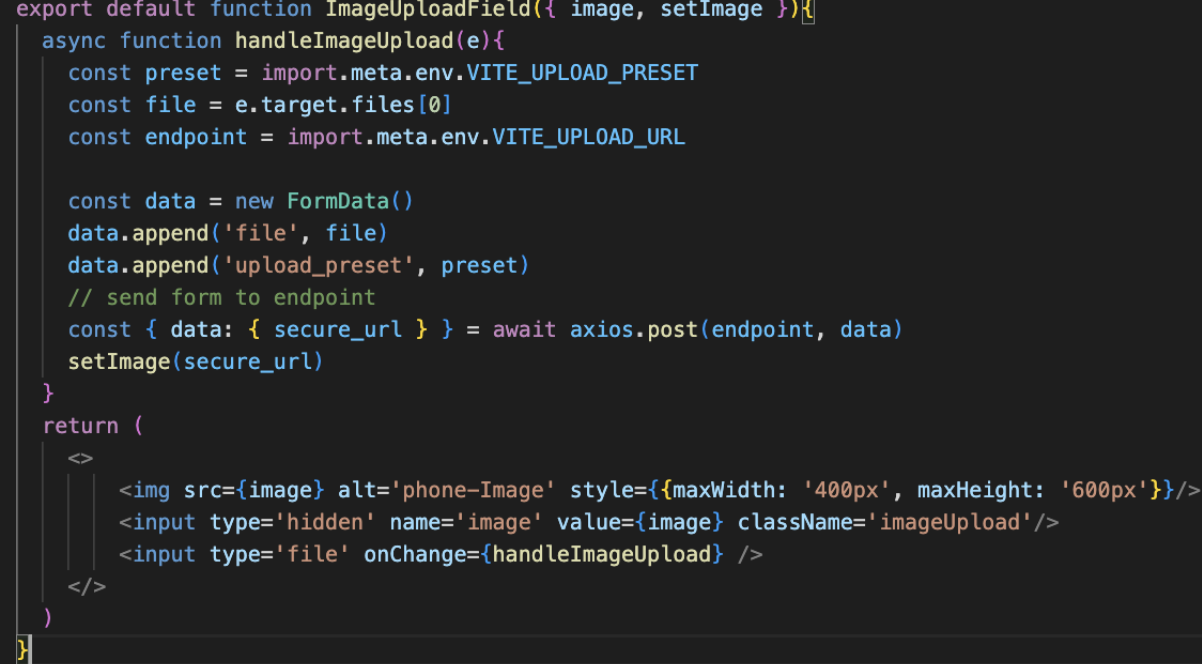 export default function ImageUploadField({ image, setImage }){
async function handleImageUpload(e){
const preset = import.meta.env.VITE_UPLOAD_PRESET
const file = e.target.files[0]
const endpoint = import.meta.env.VITE_UPLOAD_URL
const data = new FormData()
data.append('file', file)
data.append('upload_preset', preset)
// send form to endpoint
const { data: { secure_url } } = await axios.post(endpoint, data)
setImage(secure_url)
}
return (
<>
<img src={image} alt='phone-Image' style={{maxWidth: '400px', maxHeight: '600px'}}/>
<input type='hidden' name='image' value={image} className='imageUpload'/>
<input type='file' onChange={handleImageUpload} />
</>
)
}